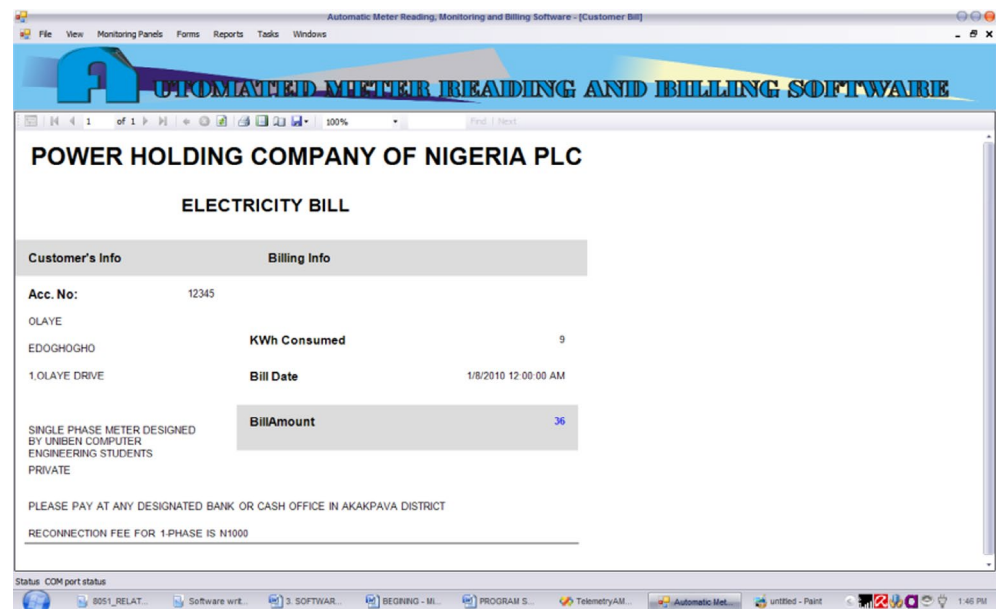 Automatic Meter Reading, Monitoring and Billing Software - [Customer Bill]
File View Monitoring Panels Forms Reports Tasks Windows
AUTOMATED METER READING AND BILLING SOFTWARE
1 of 1 100% Find | Next
POWER HOLDING COMPANY OF NIGERIA PLC
ELECTRICITY BILL
Customer's Info Billing Info
Acc. No: 12345
OLAYE
KWh Consumed 9
EDOGHOGHO
1,OLAYE DRIVE Bill Date 1/8/2010 12:00:00 AM
BillAmount 36
SINGLE PHASE METER DESIGNED
BY UNIBEN COMPUTER
ENGINEERING STUDENTS
PRIVATE
PLEASE PAY AT ANY DESIGNATED BANK OR CASH OFFICE IN AKAKPAVA DISTRICT
RECONNECTION FEE FOR 1-PHASE IS N1000
Status COM port status
8051_RELAT... Software writ... 3. SOFTWAR... BEGINING - Mi... PROGRAM S... TelemetryAM... Automatic Met... untitled - Paint 1:46 PM